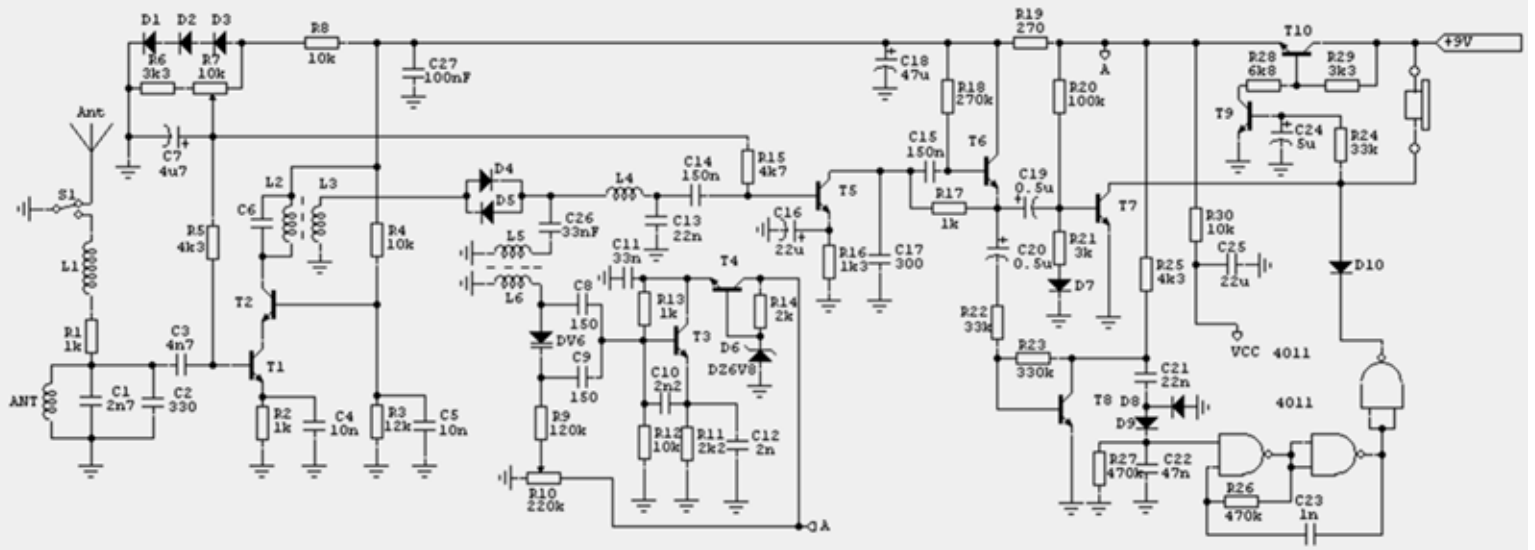 D1 D2 D3
R6 3k3
R7 10k
R8 10k
C27 100nF
C18 47u
R19 270
R18 270k
T10
+9V
R28 6k8
R29 3k3
A
R20 100k
Ant
C7 4u7
T9
C24 5u
R24 33k
C15 150n
T6
S1
L2
L3
C6
D4
D5
L4
C14 150n
R15 4k7
T5
R17 1k
C19 0.5u
T7
R5 4k3
R4 10k
C26 33nF
C13 22n
C16 22u
R16 1k3
C17 300
C20 0.5u
R21 3k
D7
R25 4k3
R30 10k
C25 22u
D10
L1
L5
L6
C11 33n
T4
T2
C8 150
R13 1k
T3
R14 2k
R22 33k
VCC
4011
R1 1k
C3 4n7
T1
DV6
C9 150
D6
DZ6V8
R23 330k
C21 22n
ANT
C1 2n7
C2 330
R2 1k
C4 10n
R3 12k
C5 10n
R9 120k
C10 2n2
R12 10k
R11 2k2
C12 2n
T8
D8
D9
4011
R10 220k
A
R27 470k
C22 47n
R26 470k
C23 1n